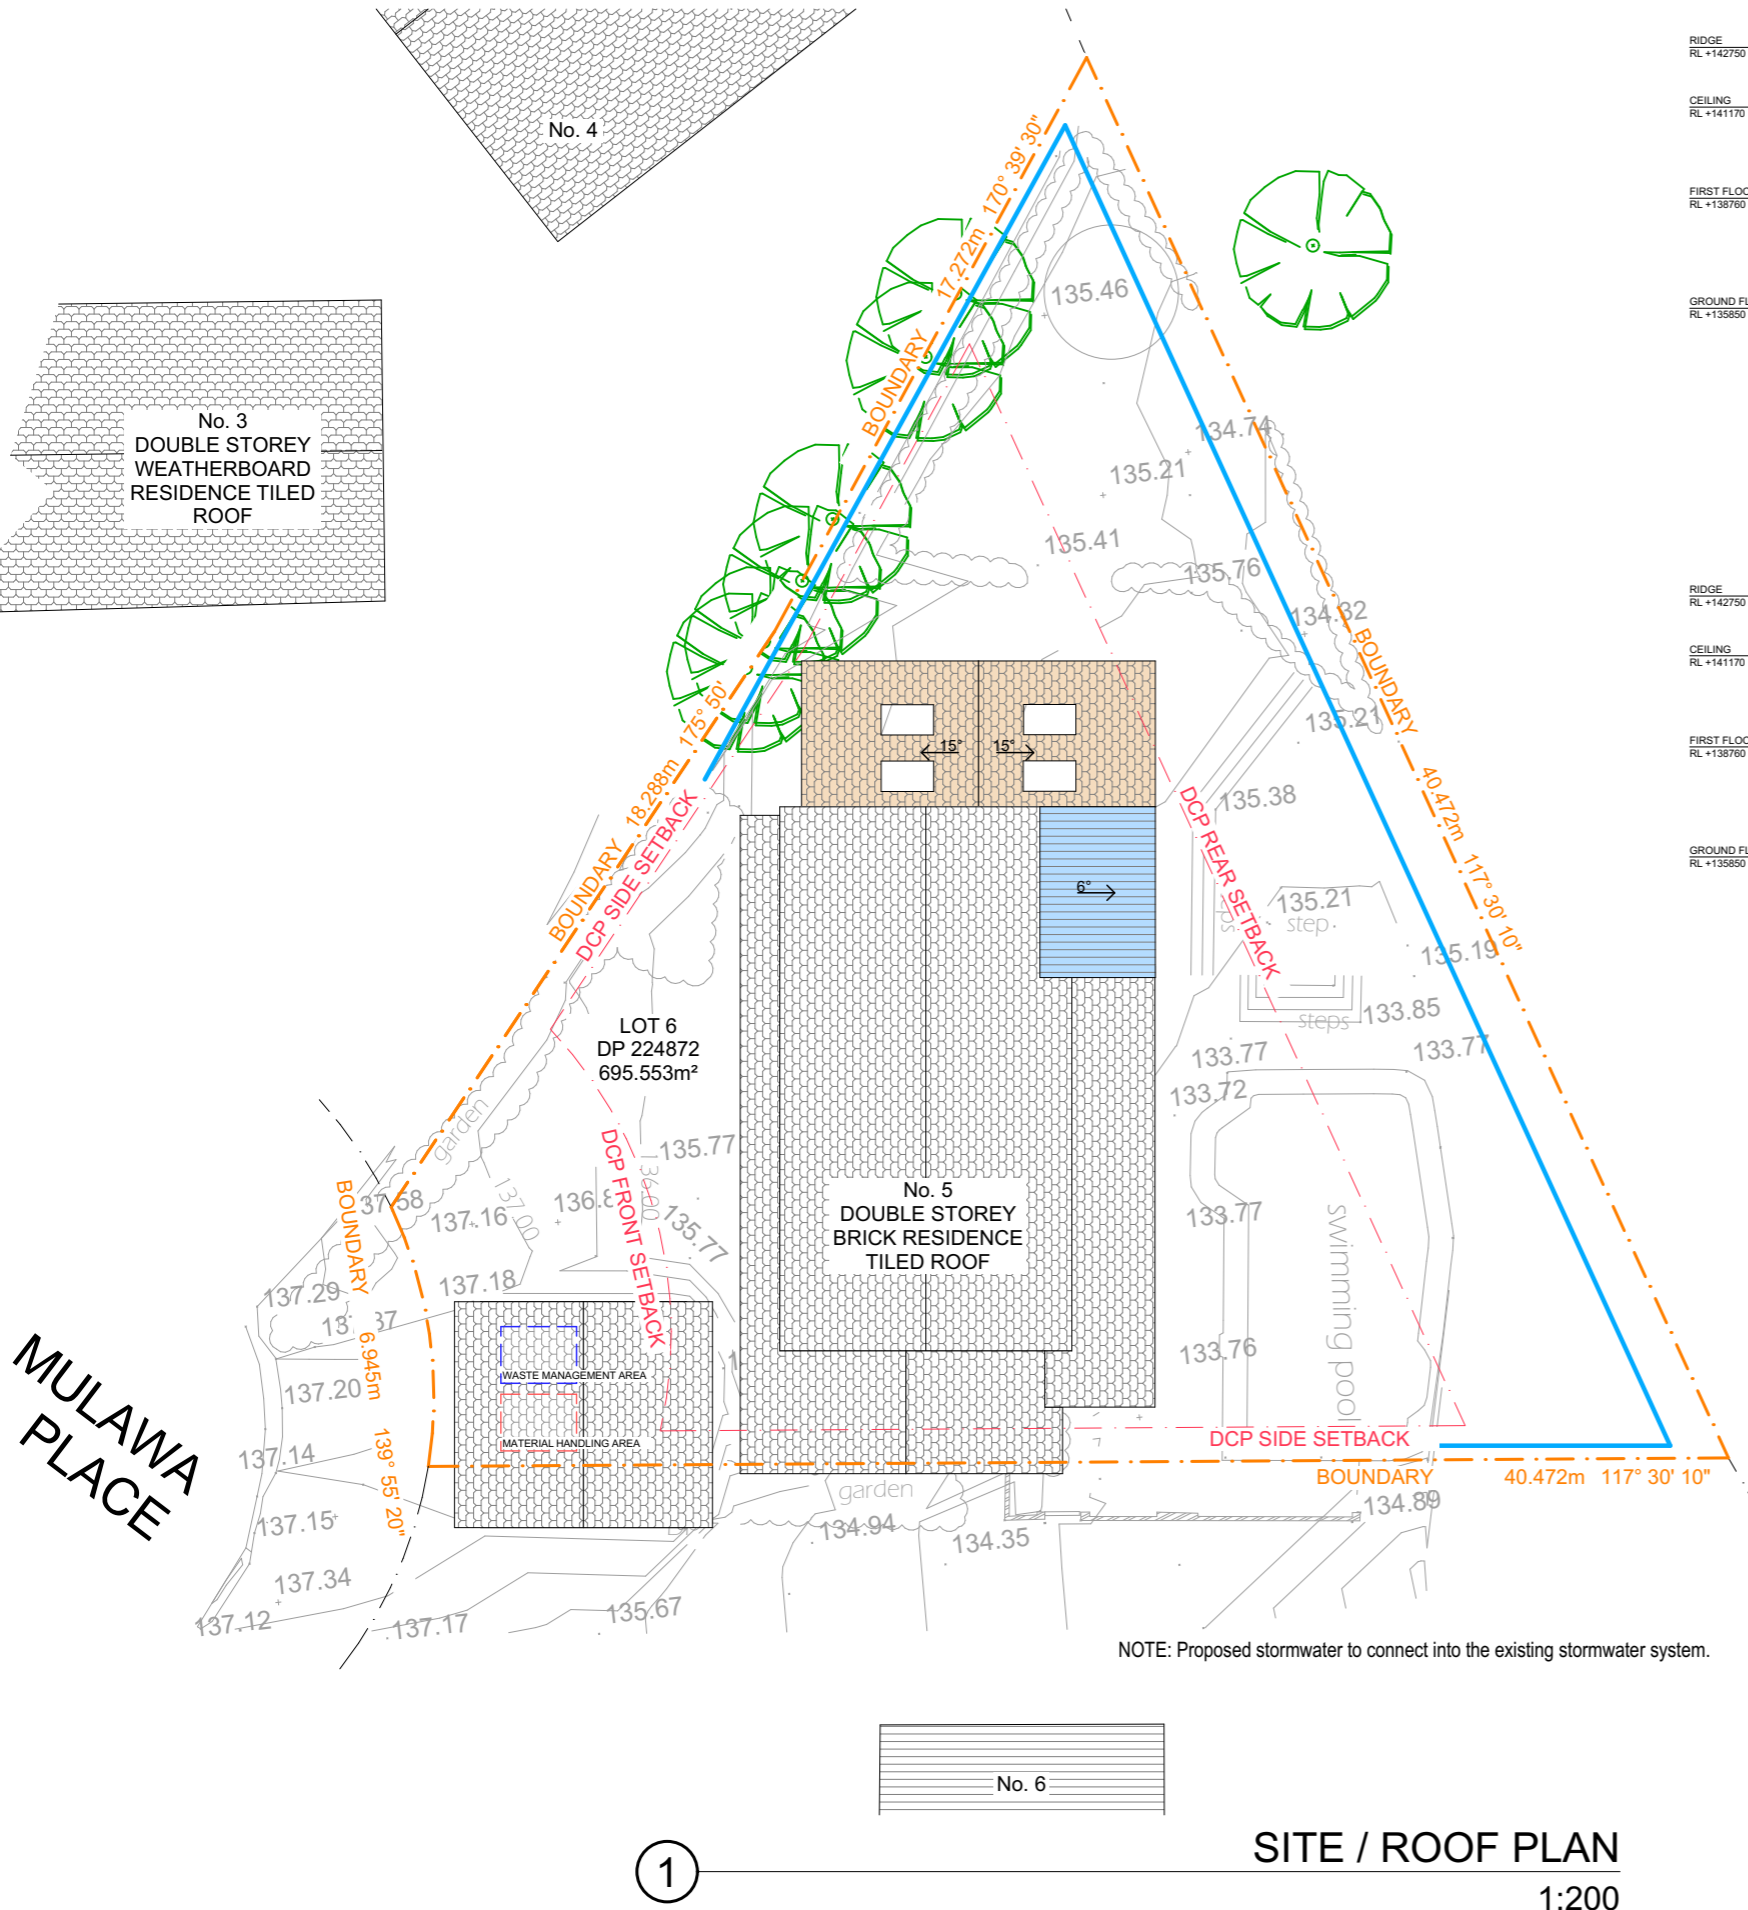 RIDGE
RL +142750
CEILING
RL +141170
No. 4
170° 39' 30"
FIRST FLOO
RL +138760
17.272m
135.46
GROUND FL
RL +135850
BOUNDARY
No. 3
DOUBLE STOREY
WEATHERBOARD
RESIDENCE TILED
ROOF
134.74
135.21
135.41
135.76
RIDGE
RL +142750
134.32
BOUNDARY
CEILING
RL +141170
175° 50'
135.21
15°
15°
FIRST FLOO
RL +138760
18.288m
DCP SIDE SETBACK
135.38
40.472m
DCP REAR SETBACK
GROUND FL
RL +135850
BOUNDARY
6°
135.21
step
117° 30' 10"
135.19
LOT 6
DP 224872
695.553m²
133.85
steps
133.77
133.77
133.72
garden
DCP FRONT SETBACK
135.77
136.00
BOUNDARY
137.16
137.00
136.8
135.77
No. 5
DOUBLE STOREY
BRICK RESIDENCE
TILED ROOF
133.77
swimming pool
137.18
137.29
6.945m
133.76
WASTE MANAGEMENT AREA
137.20
MULAWA
PLACE
139° 55' 20"
MATERIAL HANDLING AREA
DCP SIDE SETBACK
137.14
BOUNDARY
40.472m 117° 30' 10"
garden
134.89
137.15
134.94
134.35
137.34
137.12
137.17
135.67
NOTE: Proposed stormwater to connect into the existing stormwater system.
No. 6
1
SITE / ROOF PLAN
1:200